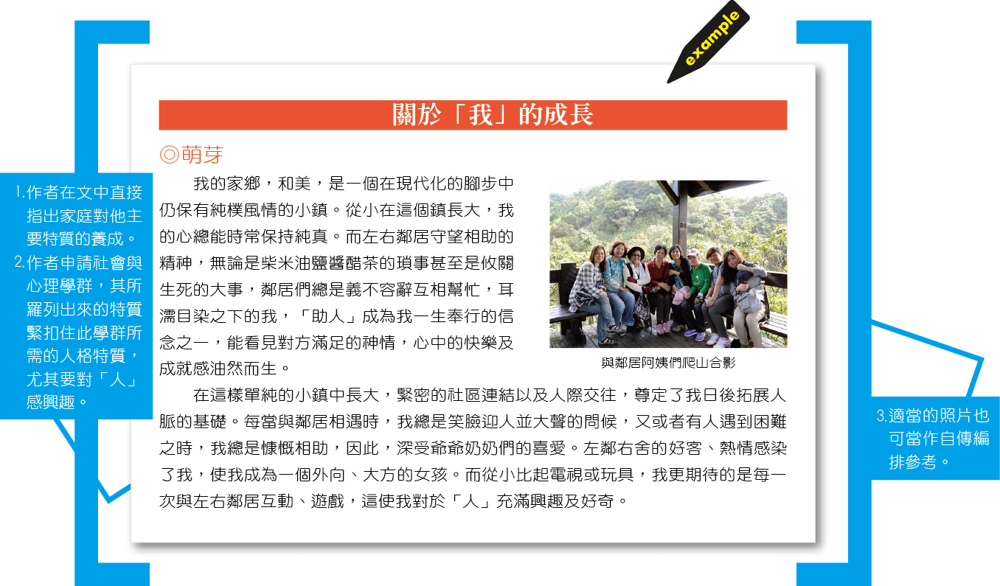 example
關於「我」的成長
◎萌芽
我的家鄉，和美，是一個在現代化的腳步中
仍保有純樸風情的小鎮。從小在這個鎮長大，我
的心總能時常保持純真。而左右鄰居守望相助的
精神，無論是柴米油鹽醬醋茶的瑣事甚至是攸關
生死的大事，鄰居們總是義不容辭互相幫忙，耳
濡目染之下的我，「助人」成為我一生奉行的信
念之一，能看見對方滿足的神情，心中的快樂及
成就感油然而生。
與鄰居阿姨們爬山合影
在這樣單純的小鎮中長大，緊密的社區連結以及人際交往，尊定了我日後拓展人
脈的基礎。每當與鄰居相遇時，我總是笑臉迎人並大聲的問候，又或者有人遇到困難
之時，我總是慷慨相助，因此，深受爺爺奶奶們的喜愛。左鄰右舍的好客、熱情感染
了我，使我成為一個外向、大方的女孩。而從小比起電視或玩具，我更期待的是每一
次與左右鄰居互動、遊戲，這使我對於「人」充滿興趣及好奇。
1.作者在文中直接
指出家庭對他主
要特質的養成。
2.作者申請社會與
心理學群，其所
羅列出來的特質
緊扣住此學群所
需的人格特質，
尤其要對「人」
感興趣。
3.適當的照片也
可當作自傳編
排參考。